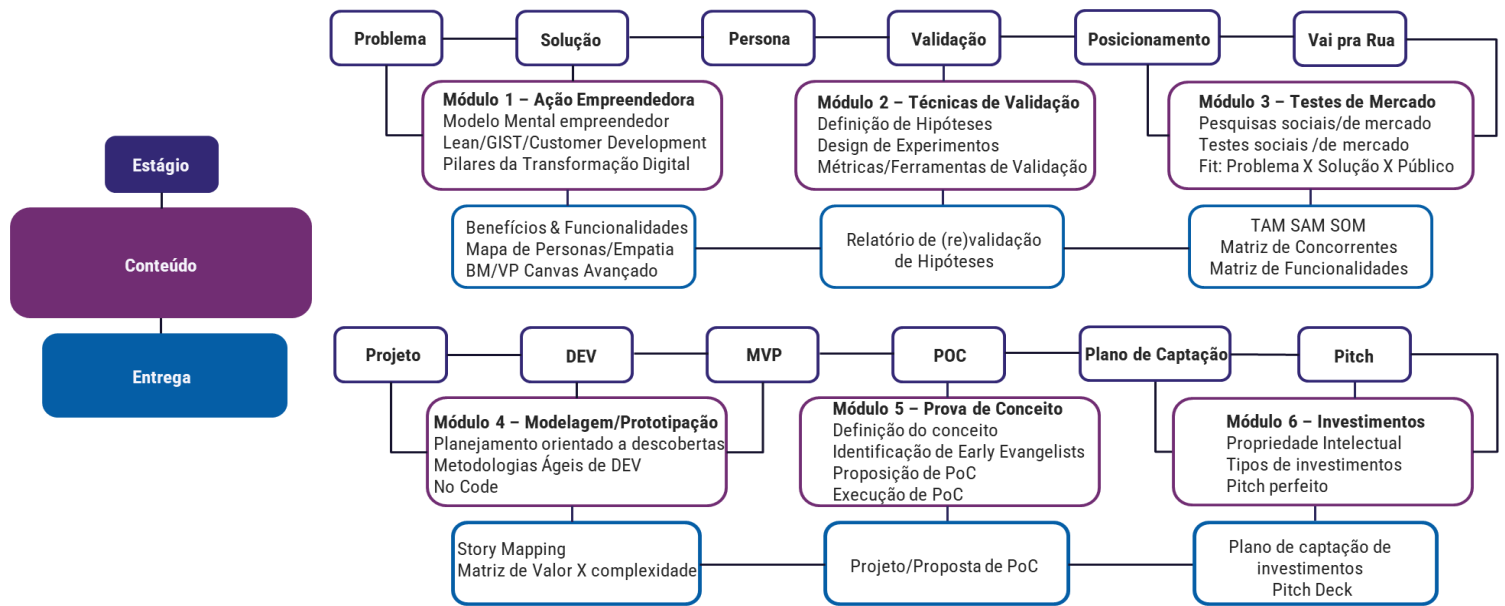 Problema
Solução
Persona
Validação
Posicionamento
Vai pra Rua
Módulo 1 – Ação Empreendedora
Modelo Mental empreendedor
Lean/GIST/Customer Development
Pilares da Transformação Digital
Módulo 2 – Técnicas de Validação
Definição de Hipóteses
Design de Experimentos
Métricas/Ferramentas de Validação
Módulo 3 – Testes de Mercado
Pesquisas sociais/de mercado
Testes sociais /de mercado
Fit: Problema X Solução X Público
Estágio
Conteúdo
Entrega
Benefícios & Funcionalidades
Mapa de Personas/Empatia
BM/VP Canvas Avançado
Relatório de (re)validação
de Hipóteses
TAM SAM SOM
Matriz de Concorrentes
Matriz de Funcionalidades
Projeto
DEV
MVP
POC
Plano de Captação
Pitch
Módulo 4 – Modelagem/Prototipação
Planejamento orientado a descobertas
Metodologias Ágeis de DEV
No Code
Módulo 5 – Prova de Conceito
Definição do conceito
Identificação de Early Evangelists
Proposição de PoC
Execução de PoC
Módulo 6 – Investimentos
Propriedade Intelectual
Tipos de investimentos
Pitch perfeito
Story Mapping
Matriz de Valor X complexidade
Projeto/Proposta de PoC
Plano de captação de
investimentos
Pitch Deck